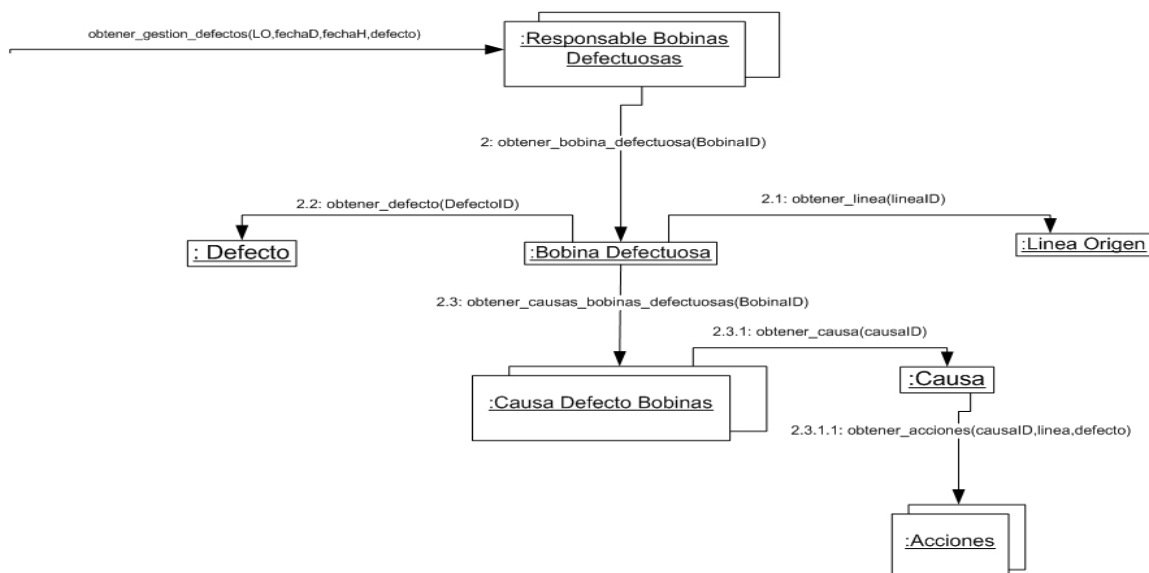 obtener_gestion_defectos(LO,fechaD,fechaH,defecto)
:Responsable Bobinas
Defectuosas
2: obtener_bobina_defectuosa(BobinaID)
2.2: obtener_defecto(DefectoID)
2.1: obtener_linea(lineaID)
: Defecto
:Bobina Defectuosa
:Linea Origen
2.3: obtener_causas_bobinas_defectuosas(BobinaID)
2.3.1: obtener_causa(causaID)
:Causa Defecto Bobinas
:Causa
2.3.1.1: obtener_acciones(causaID,linea,defecto)
:Acciones